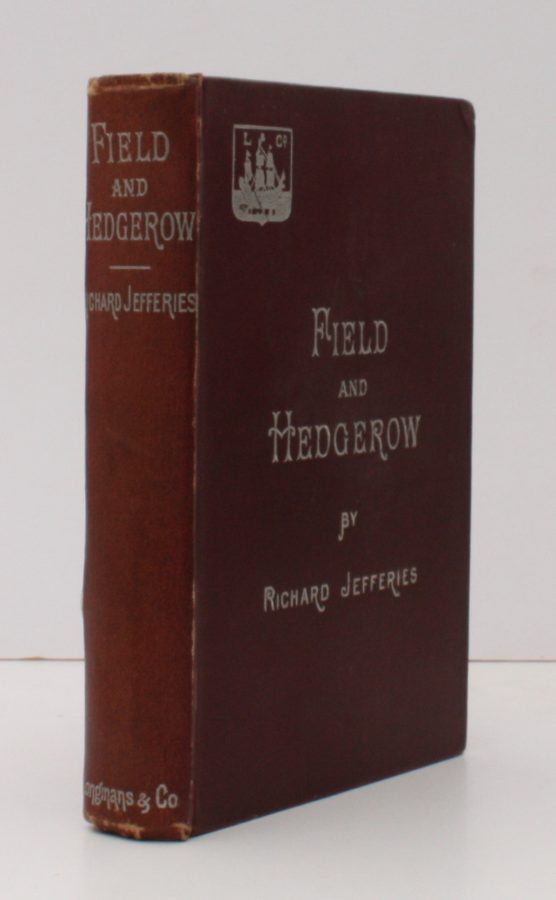 FIELD
AND
HEDGEROW
RICHARD JEFFERIES
Longmans & Co
L Co
FIELD
AND
HEDGEROW
BY
RICHARD JEFFERIES